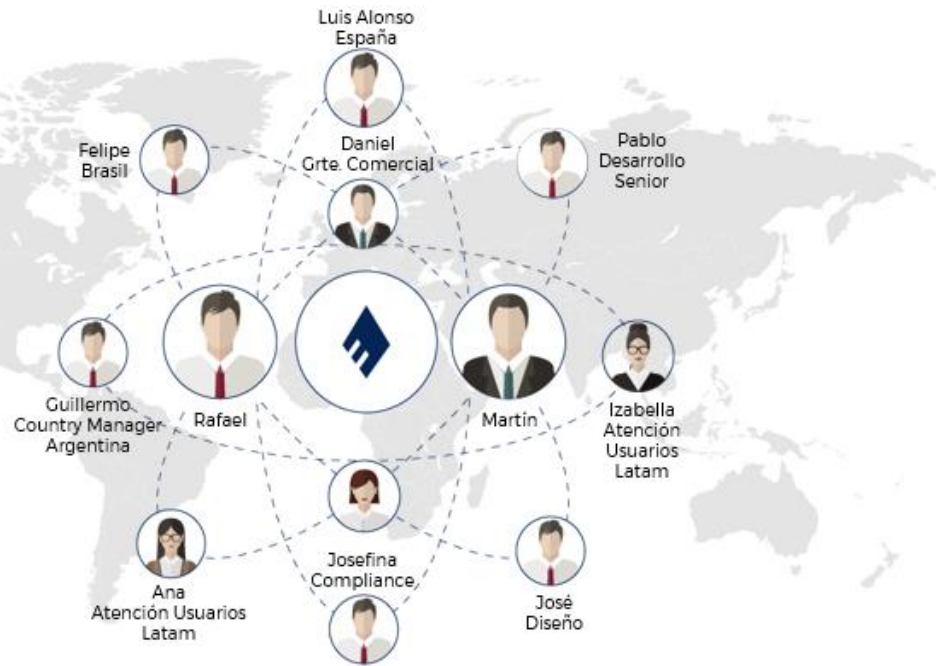 Luis Alonso
España
Daniel
Grte. Comercial
Felipe
Brasil
Pablo
Desarrollo
Senior
Guillermo
Country Manager
Argentina
Rafael
Martín
Izabella
Atención
Usuarios
Latam
Josefina
Compliance
Ana
Atención Usuarios
Latam
José
Diseño